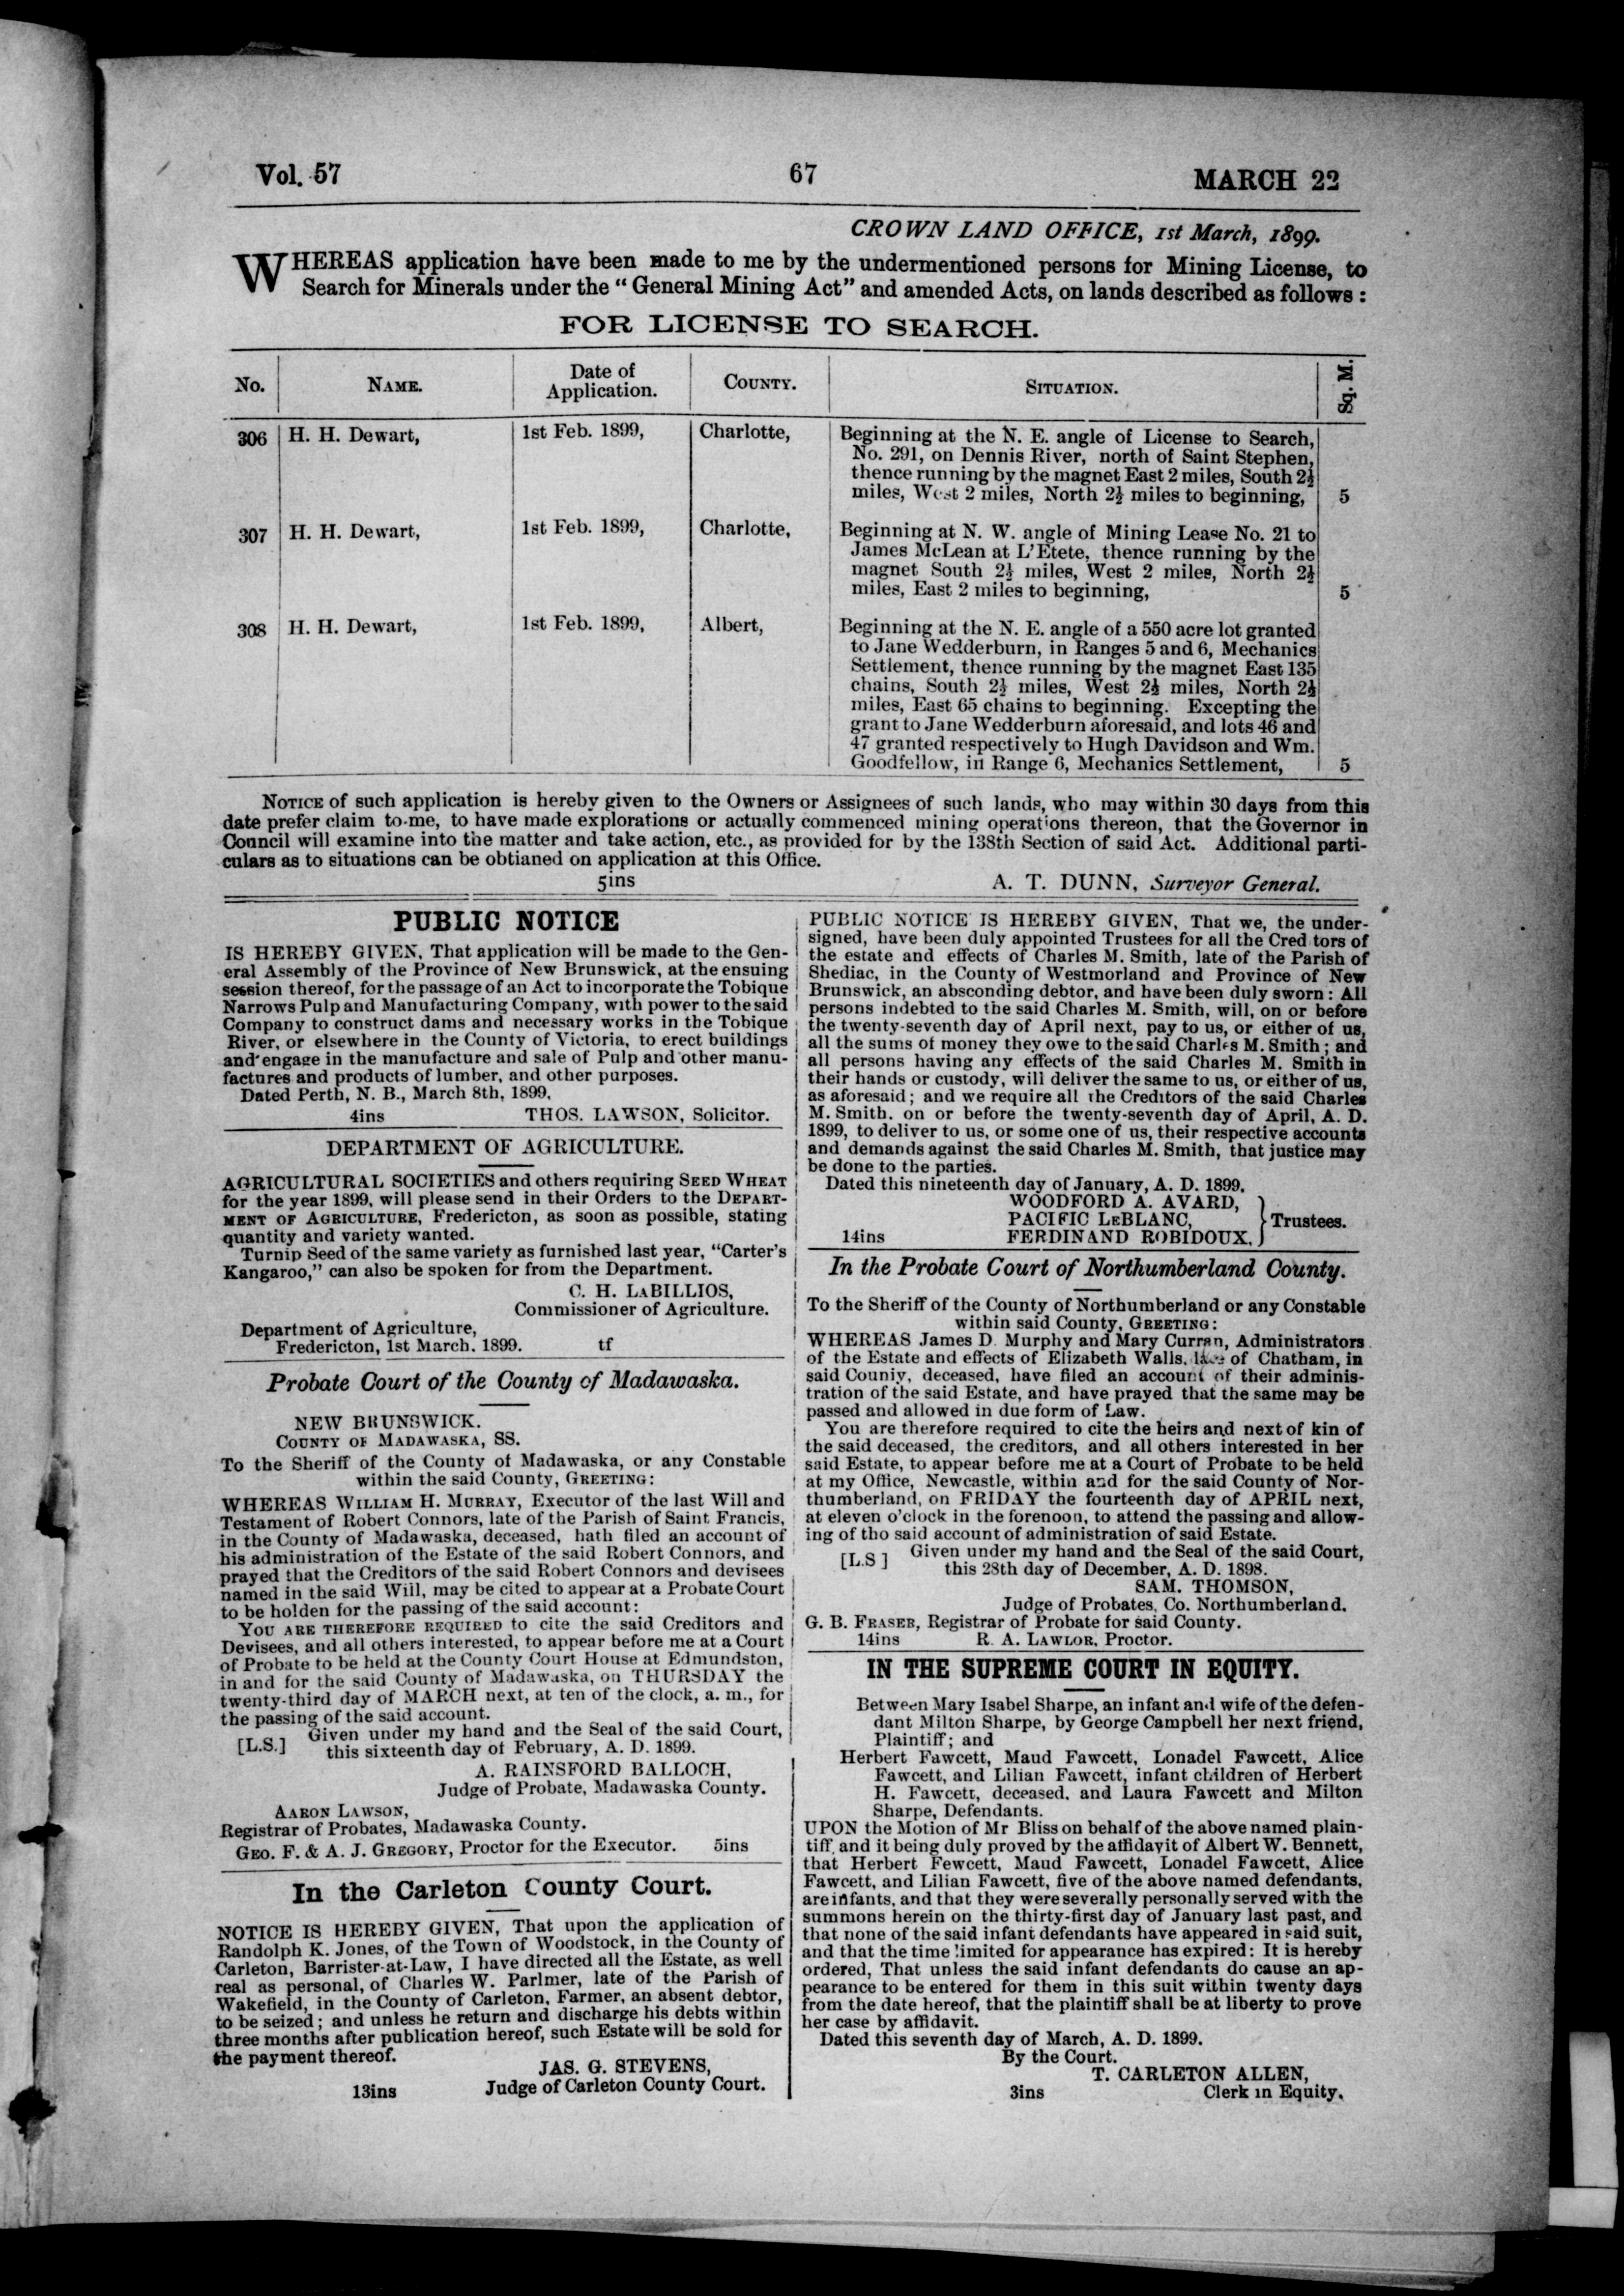 Vol. 57
67
MARCH 22
CROWN LAND OFFICE, 1st March, 1899.
WHEREAS application have been made to me by the undermentioned persons for Mining License, to
Search for Minerals under the “ General Mining Act” and amended Acts, on lands described as follows :
FOR LICENSE TO SEARCH.
No. NAME. Date of Application. COUNTY. SITUATION. Sq. M.
306 H. H. Dewart, 1st Feb. 1899, Charlotte, Beginning at the N. E. angle of License to Search,
No. 291, on Dennis River, north of Saint Stephen,
thence running by the magnet East 2 miles, South 2½
miles, West 2 miles, North 2½ miles to beginning, 5
307 H. H. Dewart, 1st Feb. 1899, Charlotte, Beginning at N. W. angle of Mining Lease No. 21 to
James McLean at L'Etete, thence running by the
magnet South 2½ miles, West 2 miles, North 2½
miles, East 2 miles to beginning, 5
308 H. H. Dewart, 1st Feb. 1899, Albert, Beginning at the N. E. angle of a 550 acre lot granted
to Jane Wedderburn, in Ranges 5 and 6, Mechanics
Settlement, thence running by the magnet East 135
chains, South 2½ miles, West 2½ miles, North 2½
miles, East 65 chains to beginning. Excepting the
grant to Jane Wedderburn aforesaid, and lots 46 and
47 granted respectively to Hugh Davidson and Wm.
Goodfellow, in Range 6, Mechanics Settlement, 5
NOTICE of such application is hereby given to the Owners or Assignees of such lands, who may within 30 days from this
date prefer claim to me, to have made explorations or actually commenced mining operations thereon, that the Governor in
Council will examine into the matter and take action, etc., as provided for by the 138th Section of said Act. Additional parti-
culars as to situations can be obtianed on application at this Office.
5ins A. T. DUNN, Surveyor General.
PUBLIC NOTICE
IS HEREBY GIVEN, That application will be made to the Gen-
eral Assembly of the Province of New Brunswick, at the ensuing
session thereof, for the passage of an Act to incorporate the Tobique
Narrows Pulp and Manufacturing Company, with power to the said
Company to construct dams and necessary works in the Tobique
River, or elsewhere in the County of Victoria, to erect buildings
and engage in the manufacture and sale of Pulp and other manu-
factures and products of lumber, and other purposes.
Dated Perth, N. B., March 8th, 1899.
4ins THOS. LAWSON, Solicitor.
DEPARTMENT OF AGRICULTURE.
AGRICULTURAL SOCIETIES and others requiring SEED WHEAT
for the year 1899, will please send in their Orders to the DEPART-
MENT OF AGRICULTURE, Fredericton, as soon as possible, stating
quantity and variety wanted.
Turnip Seed of the same variety as furnished last year, “Carter's
Kangaroo,” can also be spoken for from the Department.
C. H. LABILLIOS,
Commissioner of Agriculture.
Department of Agriculture,
Fredericton, 1st March. 1899. tf
Probate Court of the County of Madawaska.
NEW BRUNSWICK.
COUNTY OF MADAWASKA, SS.
To the Sheriff of the County of Madawaska, or any Constable
within the said County, GREETING:
WHEREAS WILLIAM H. MURRAY, Executor of the last Will and
Testament of Robert Connors, late of the Parish of Saint Francis,
in the County of Madawaska, deceased, hath filed an account of
his administration of the Estate of the said Robert Connors, and
prayed that the Creditors of the said Robert Connors and devisees
named in the said Will, may be cited to appear at a Probate Court
to be holden for the passing of the said account:
YOU ARE THEREFORE REQUIRED to cite the said Creditors and
Devisees, and all others interested, to appear before me at a Court
of Probate to be held at the County Court House at Edmundston,
in and for the said County of Madawaska, on THURSDAY the
twenty-third day of MARCH next, at ten of the clock, a. m., for
the passing of the said account.
Given under my hand and the Seal of the said Court,
[L.S.] this sixteenth day of February, A. D. 1899.
A. RAINSFORD BALLOCH,
Judge of Probate, Madawaska County.
AARON LAWSON,
Registrar of Probates, Madawaska County.
GEO. F. & A. J. GREGORY, Proctor for the Executor. 5ins
In the Carleton County Court.
NOTICE IS HEREBY GIVEN, That upon the application of
Randolph K. Jones, of the Town of Woodstock, in the County of
Carleton, Barrister-at-Law, I have directed all the Estate, as well
real as personal, of Charles W. Parlmer, late of the Parish of
Wakefield, in the County of Carleton, Farmer, an absent debtor,
to be seized; and unless he return and discharge his debts within
three months after publication hereof, such Estate will be sold for
the payment thereof.
JAS. G. STEVENS,
13ins Judge of Carleton County Court.
PUBLIC NOTICE IS HEREBY GIVEN, That we, the under-
signed, have been duly appointed Trustees for all the Cred tors of
the estate and effects of Charles M. Smith, late of the Parish of
Shediac, in the County of Westmorland and Province of New
Brunswick, an absconding debtor, and have been duly sworn: All
persons indebted to the said Charles M. Smith, will, on or before
the twenty-seventh day of April next, pay to us, or either of us,
all the sums of money they owe to the said Charles M. Smith; and
all persons having any effects of the said Charles M. Smith in
their hands or custody, will deliver the same to us, or either of us,
as aforesaid; and we require all the Creditors of the said Charles
M. Smith. on or before the twenty-seventh day of April, A. D.
1899, to deliver to us, or some one of us, their respective accounts
and demands against the said Charles M. Smith, that justice may
be done to the parties.
Dated this nineteenth day of January, A. D. 1899.
WOODFORD A. AVARD,
PACIFIC LEBLANC, Trustees.
14ins FERDINAND ROBIDOUX.
In the Probate Court of Northumberland County.
To the Sheriff of the County of Northumberland or any Constable
within said County, GREETING:
WHEREAS James D. Murphy and Mary Curran, Administrators
of the Estate and effects of Elizabeth Walls, late of Chatham, in
said Couniy, deceased, have filed an account of their adminis-
tration of the said Estate, and have prayed that the same may be
passed and allowed in due form of Law.
You are therefore required to cite the heirs and next of kin of
the said deceased, the creditors, and all others interested in her
said Estate, to appear before me at a Court of Probate to be held
at my Office, Newcastle, within and for the said County of Nor-
thumberland, on FRIDAY the fourteenth day of APRIL next,
at eleven o'clock in the forenoon, to attend the passing and allow-
ing of tho said account of administration of said Estate.
Given under my hand and the Seal of the said Court,
[L.S ] this 28th day of December, A. D. 1898.
SAM. THOMSON,
Judge of Probates, Co. Northumberland.
G. B. FRASER, Registrar of Probate for said County.
14ins R. A. LAWLOR, Proctor.
IN THE SUPREME COURT IN EQUITY.
Between Mary Isabel Sharpe, an infant and wife of the defen-
dant Milton Sharpe, by George Campbell her next friend,
Plaintiff; and
Herbert Fawcett, Maud Fawcett, Lonadel Fawcett, Alice
Fawcett, and Lilian Fawcett, infant children of Herbert
H. Fawcett, deceased, and Laura Fawcett and Milton
Sharpe, Defendants.
UPON the Motion of Mr Bliss on behalf of the above named plain-
tiff, and it being duly proved by the affidavit of Albert W. Bennett,
that Herbert Fewcett, Maud Fawcett, Lonadel Fawcett, Alice
Fawcett, and Lilian Fawcett, five of the above named defendants,
are infants, and that they were severally personally served with the
summons herein on the thirty-first day of January last past, and
that none of the said infant defendants have appeared in said suit,
and that the time limited for appearance has expired: It is hereby
ordered, That unless the said infant defendants do cause an ap-
pearance to be entered for them in this suit within twenty days
from the date hereof, that the plaintiff shall be at liberty to prove
her case by affidavit.
Dated this seventh day of March, A. D. 1899.
By the Court.
T. CARLETON ALLEN,
3ins Clerk in Equity.